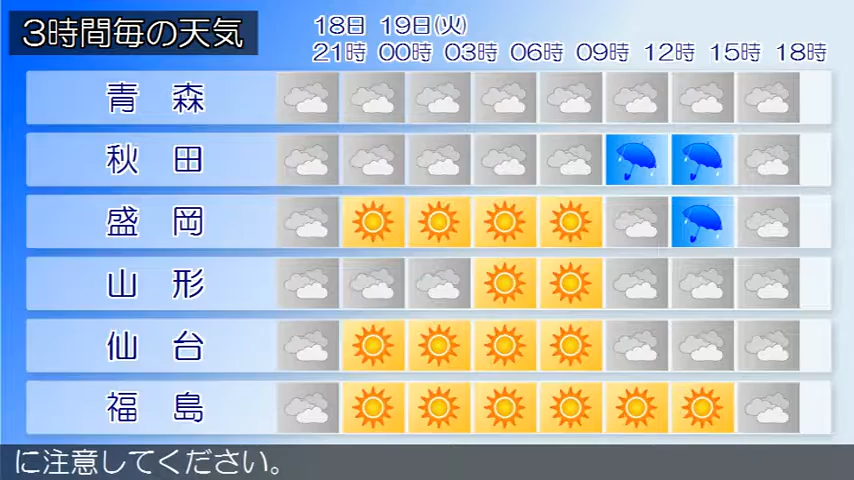 3時間毎の天気
18日 19日(火)
21時 00時 03時 06時 09時 12時 15時 18時
青森
秋田
盛岡
山形
仙台
福島
に注意してください。